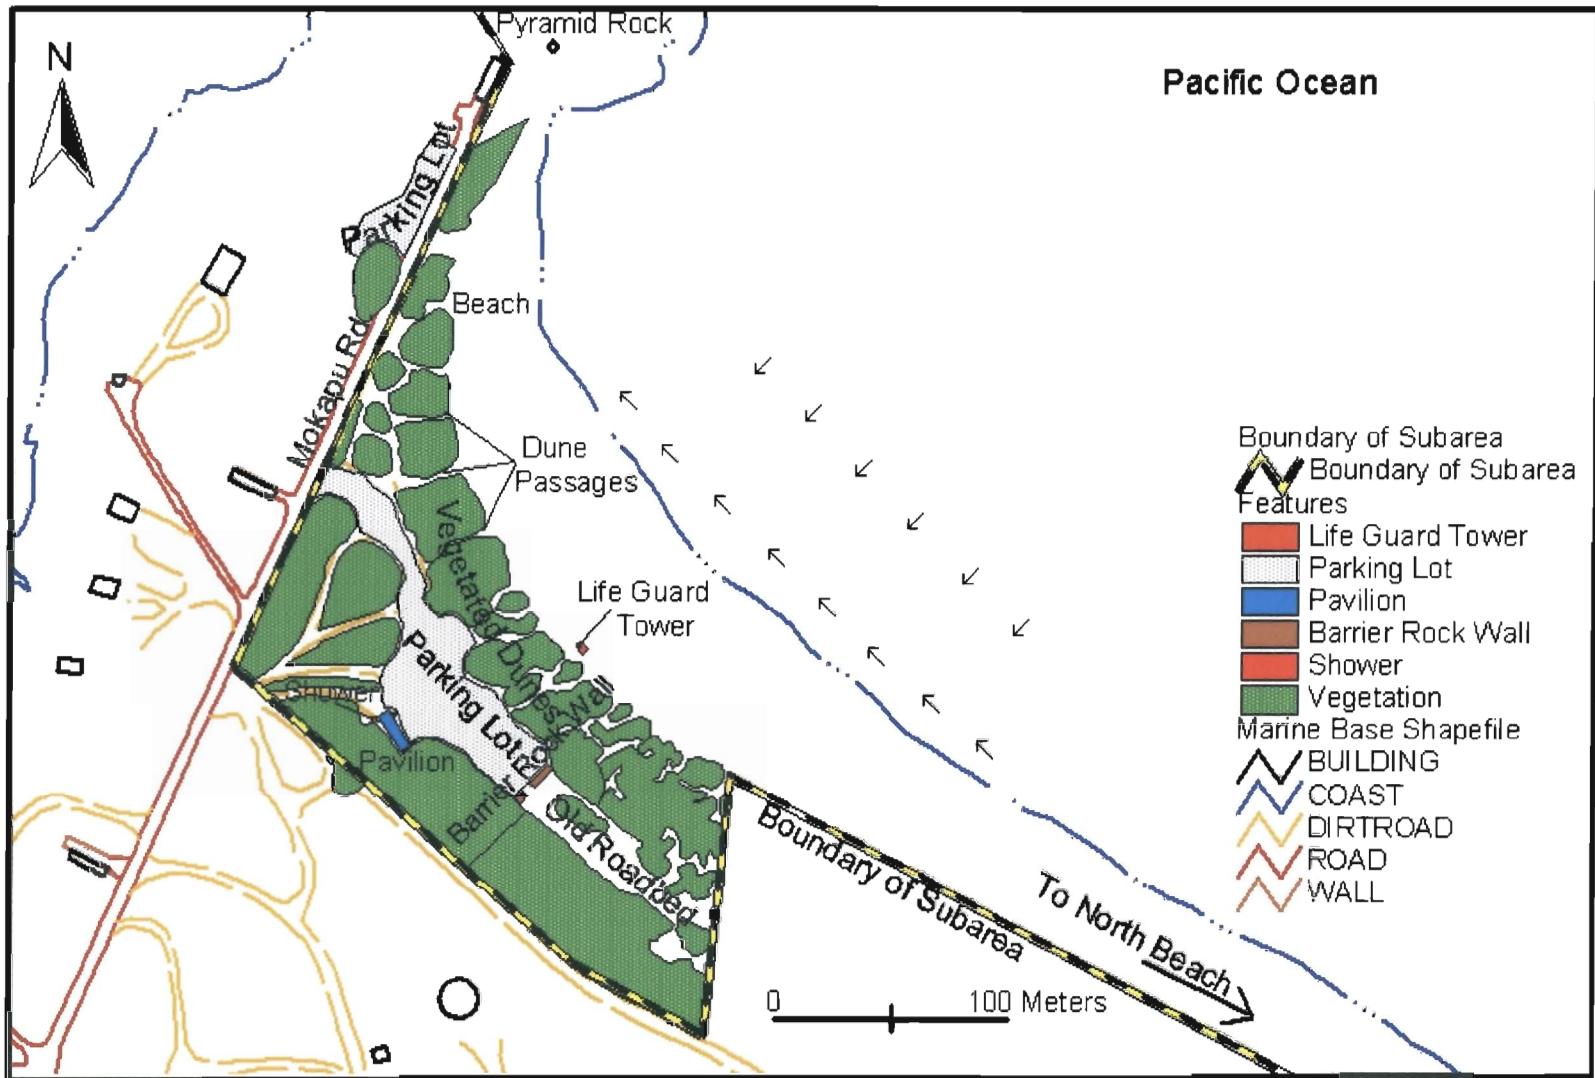 Pyramid Rock
N
Pacific Ocean
Parking Lot
Beach
Mokapu Rd
Dune
Passages
Vegetated Dunes
Life Guard
Tower
Parking Lot
Shower
Pavilion
Barrier Rock Wall
Old Roadbed
Boundary of Subarea
To North Beach
0 100 Meters
Boundary of Subarea
Boundary of Subarea
Features
Life Guard Tower
Parking Lot
Pavilion
Barrier Rock Wall
Shower
Vegetation
Marine Base Shapefile
BUILDING
COAST
DIRTROAD
ROAD
WALL